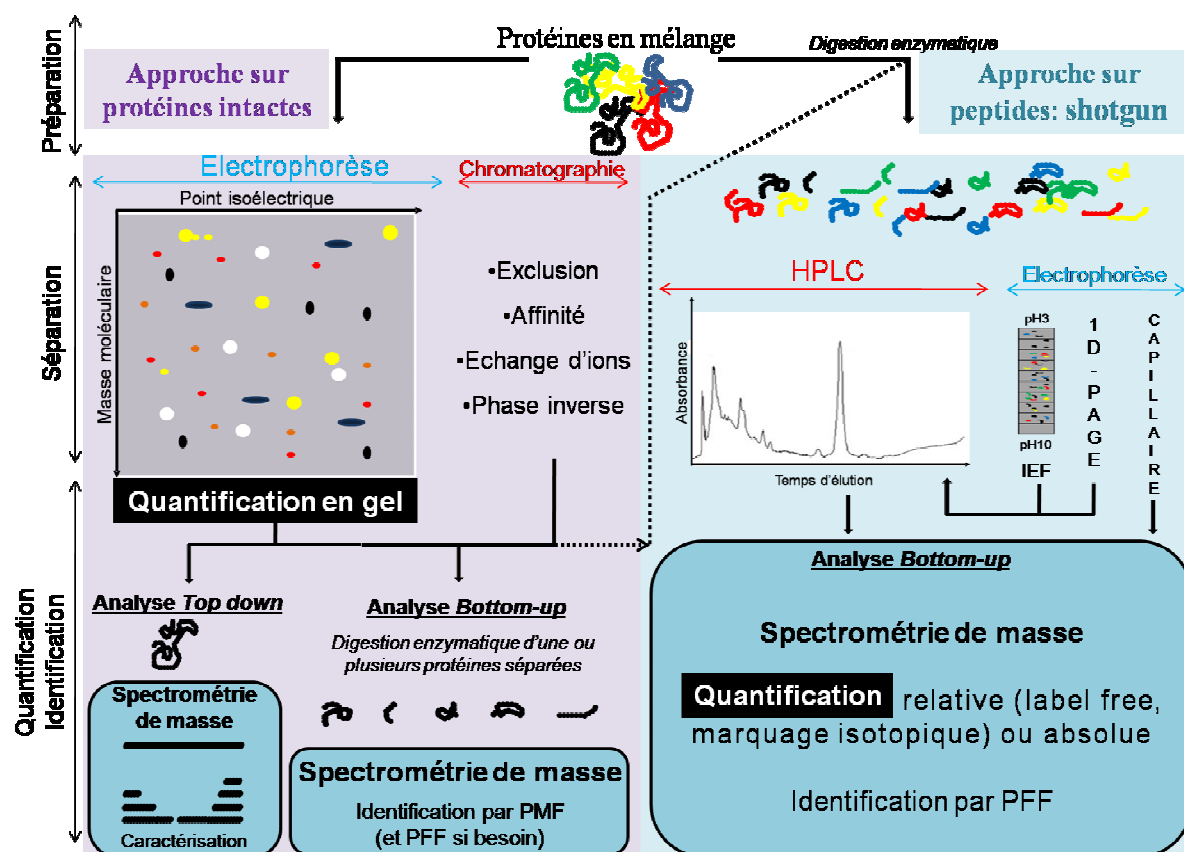 Protéines en mélange
Digestion enzymatique
Préparation
Approche sur
protéines intactes
Approche sur
peptides: shotgun
Séparation
Electrophorèse
Chromatographie
Point isoélectrique
Masse moléculaire
•Exclusion
•Affinité
•Echange d'ions
•Phase inverse
HPLC
Electrophorèse
Absorbance
Temps d'élution
pH3
pH10
IEF
1D-PAGE
CAPILLAIRE
Quantification en gel
Quantification
Identification
Analyse Top down
Spectrométrie
de masse
Caractérisation
Analyse Bottom-up
Digestion enzymatique d'une ou
plusieurs protéines séparées
Spectrométrie de masse
Identification par PMF
(et PFF si besoin)
Analyse Bottom-up
Spectrométrie de masse
Quantification relative (label free,
marquage isotopique) ou absolue
Identification par PFF